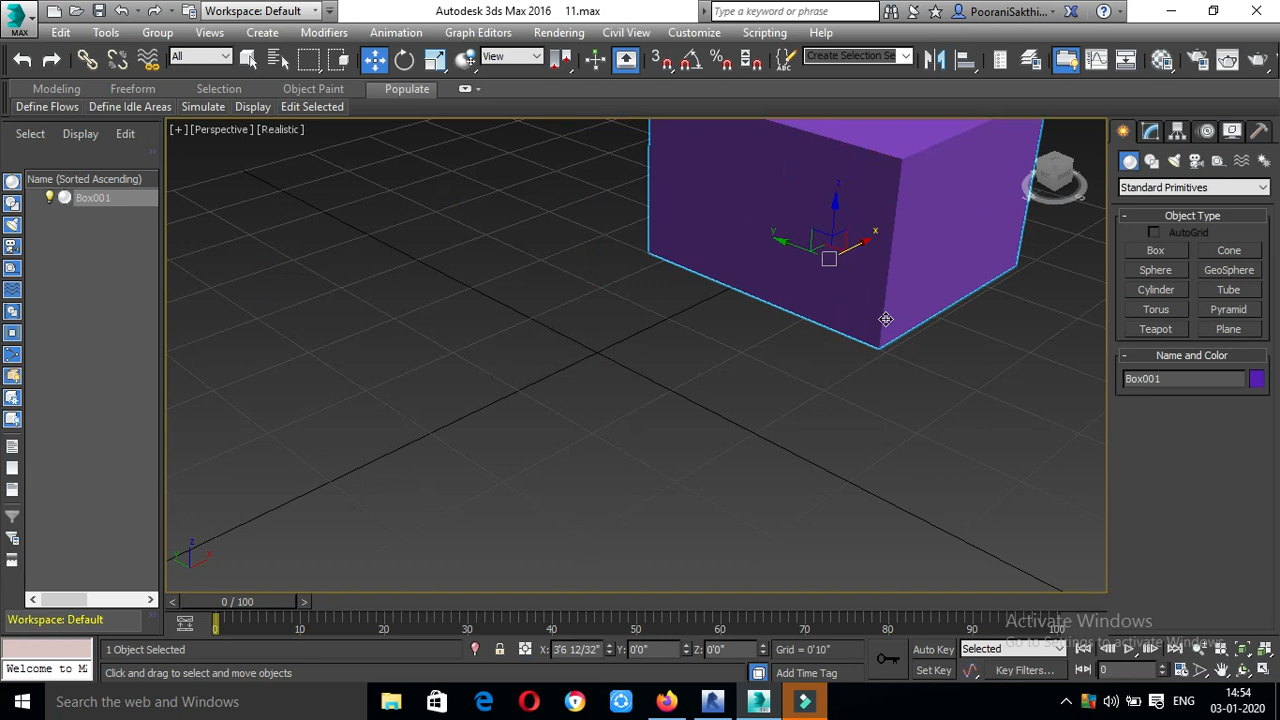 MAX
Workspace: Default
Autodesk 3ds Max 2016 11.max
Type a keyword or phrase
PooraniSakthi...
Edit Tools Group Views Create Modifiers Animation Graph Editors Rendering Civil View Customize Scripting Help
All
View
3
Create Selection Se
Modeling Freeform Selection Object Paint Populate
Define Flows Define Idle Areas Simulate Display Edit Selected
Select Display Edit
[+] [Perspective] [Realistic]
Name (Sorted Ascending)
Box001
z
y
x
Standard Primitives
- Object Type
AutoGrid
Box Cone
Sphere GeoSphere
Cylinder Tube
Torus Pyramid
Teapot Plane
- Name and Color
Box001
z
x
0 / 100
Workspace: Default
0 10 20 30 40 50 60 70 80 90 100
Activate Windows
Go to Settings to activate Windows.
1 Object Selected
X: 3'6 12/32" Y: 0'0" Z: 0'0" Grid = 0'10"
Auto Key Selected
Welcome to M
Click and drag to select and move objects
Add Time Tag
Set Key Key Filters... 0
Search the web and Windows
ENG
14:54
03-01-2020